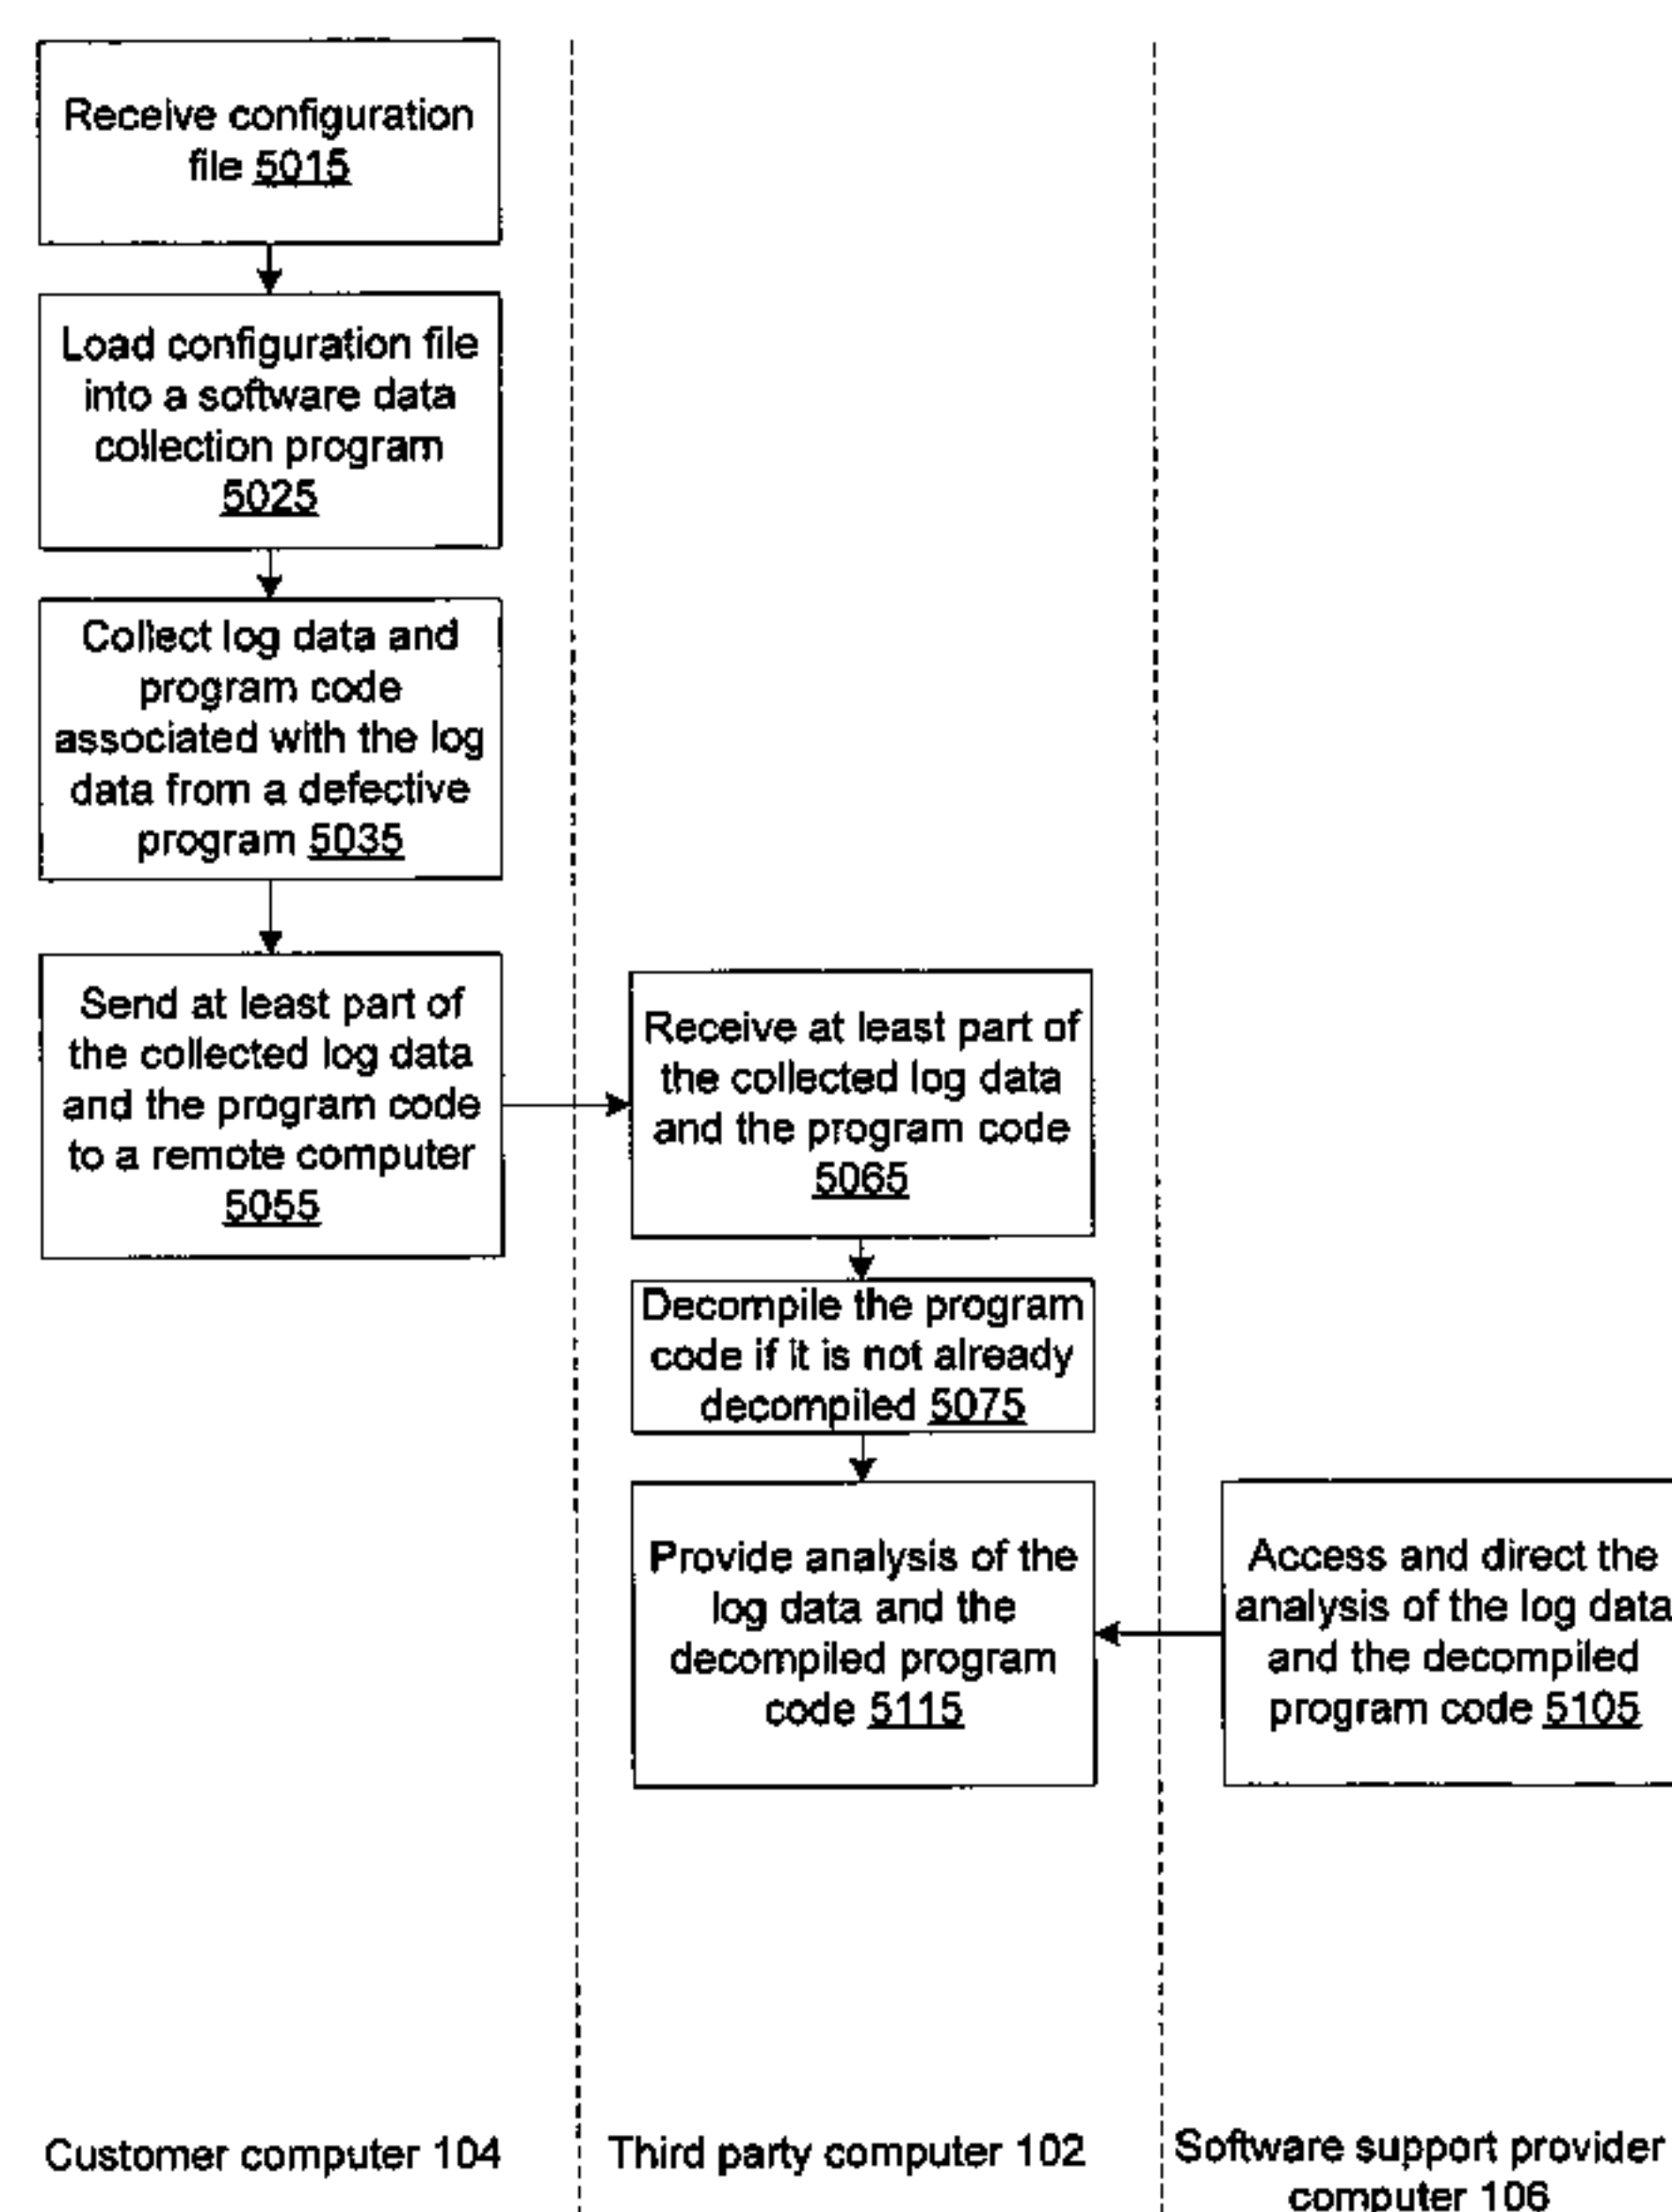 Receive configuration
file 5015
Load configuration file
into a software data
collection program
5025
Collect log data and
program code
associated with the log
data from a defective
program 5035
Send at least part of
the collected log data
and the program code
to a remote computer
5055
Receive at least part of
the collected log data
and the program code
5065
Decompile the program
code if it is not already
decompiled 5075
Provide analysis of the
log data and the
decompiled program
code 5115
Access and direct the
analysis of the log data
and the decompiled
program code 5105
Customer computer 104
Third party computer 102
Software support provider
computer 106